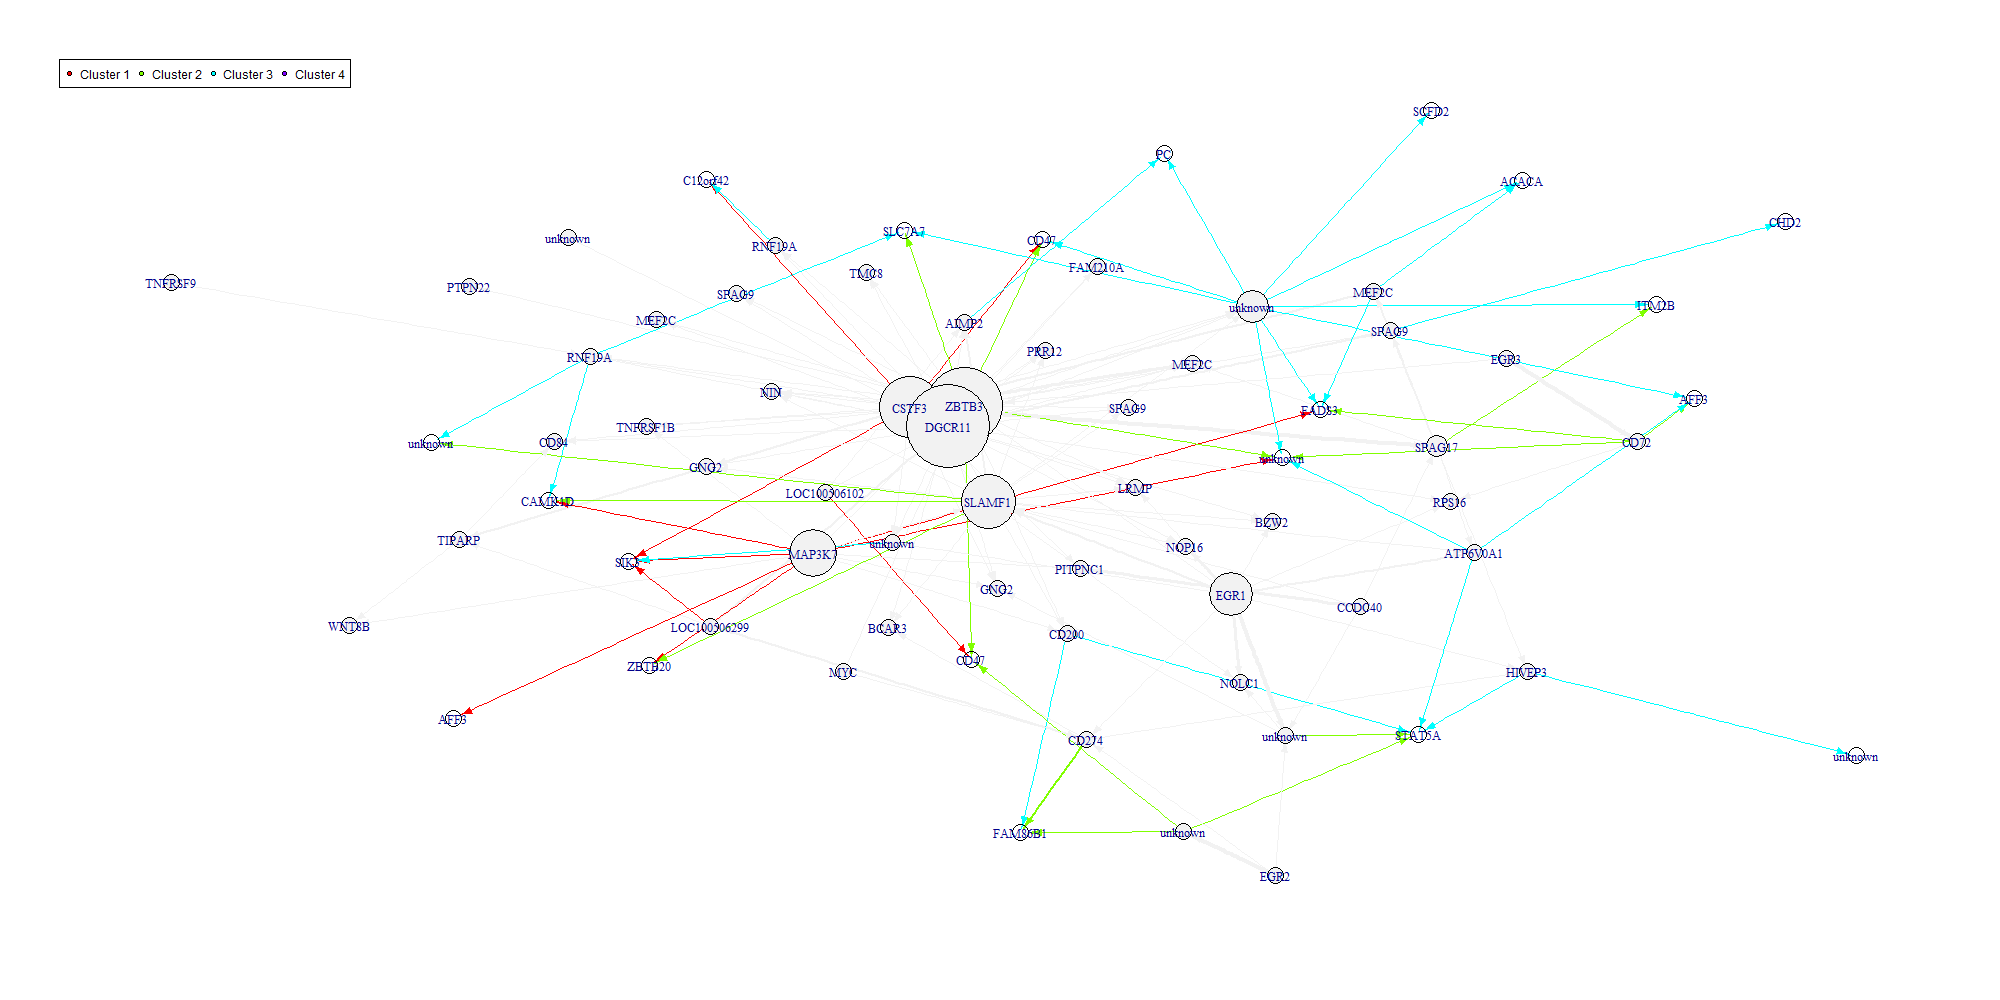 Cluster 1 Cluster 2 Cluster 3 Cluster 4
SCFD2
PC
C12orf42
ACACA
CHD2
SLC7A7
unknown
CD47
RNF19A
FAM210A
TMC8
TNFRSF9
PTPN22
SPAG9
MEF2C
unknown
ITM2B
MEF2C
AIMP2
SPAG9
PRR12
RNF19A
EGR3
MEF2C
NIN
AFF3
CSTF3
ZBTB3
SPAG9
EADS3
DGCR11
TNFRSF1B
unknown
CD84
CD72
SPAG17
unknown
GNG2
LRMP
LOC100506102
CAMK1D
SLAMF1
RPS16
BZW2
TIPARP
unknown
NOP16
MAP3K7
ATP6V0A1
SIK3
PITPNC1
GNG2
EGR1
CCDC40
WNT8B
LOC100506299
BCAR3
CD200
CD47
ZBTB20
MYC
HIVEP3
NOLC1
AFF3
CD274
unknown
STAT5A
unknown
FAM86B1
unknown
EGR2